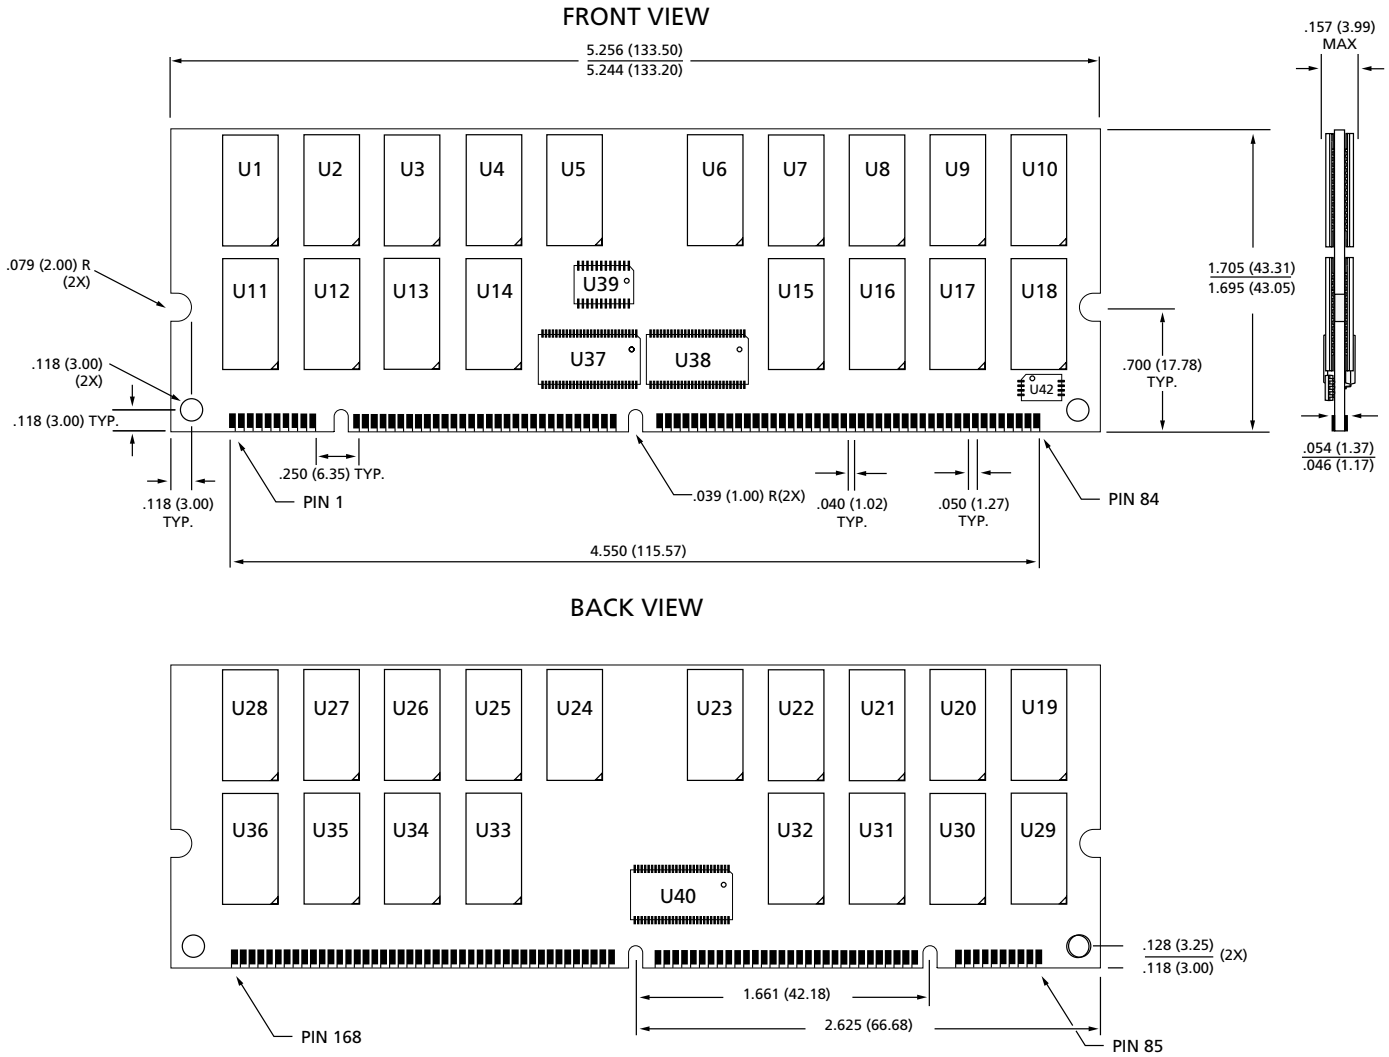 FRONT VIEW
5.256 (133.50)
5.244 (133.20)
.157 (3.99)
MAX
U1 U2 U3 U4 U5 U6 U7 U8 U9 U10
.079 (2.00) R
(2X)
U11 U12 U13 U14 U39 U15 U16 U17 U18
1.705 (43.31)
1.695 (43.05)
U37 U38
.118 (3.00)
(2X)
.700 (17.78)
TYP.
U42
.118 (3.00) TYP.
.054 (1.37)
.046 (1.17)
.250 (6.35) TYP.
.118 (3.00)
TYP.
PIN 1
.039 (1.00) R(2X)
.040 (1.02)
TYP.
.050 (1.27)
TYP.
PIN 84
4.550 (115.57)
BACK VIEW
U28 U27 U26 U25 U24 U23 U22 U21 U20 U19
U36 U35 U34 U33 U32 U31 U30 U29
U40
.128 (3.25)
.118 (3.00)
(2X)
1.661 (42.18)
2.625 (66.68)
PIN 168
PIN 85